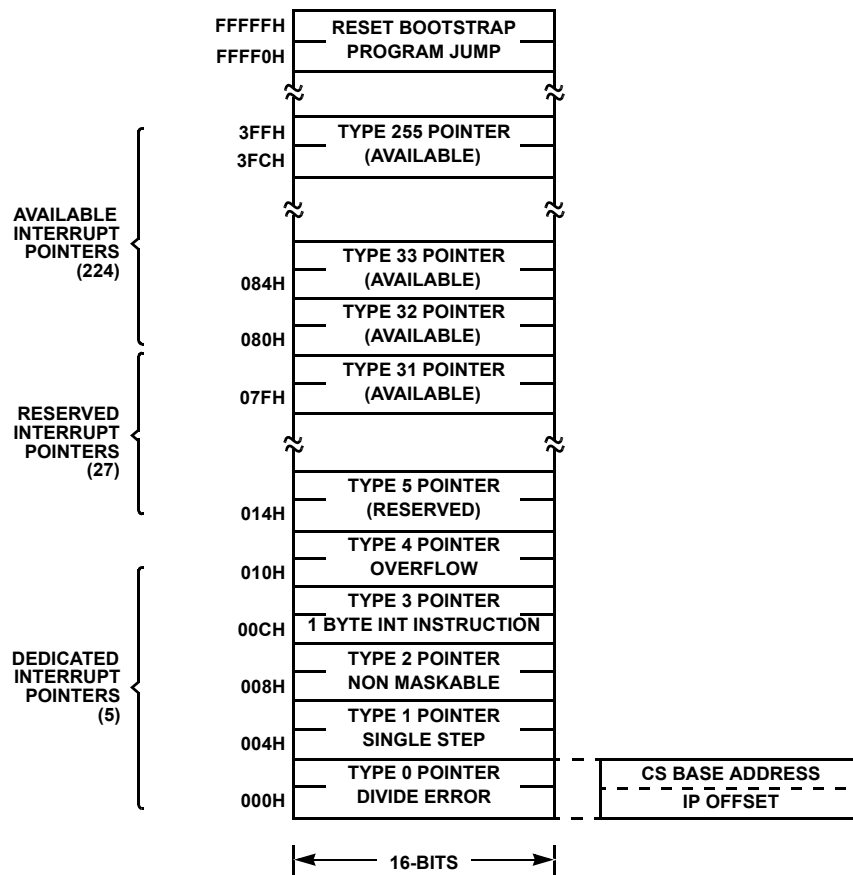 FFFFFH
RESET BOOTSTRAP
FFFF0H
PROGRAM JUMP
3FFH
TYPE 255 POINTER
3FCH
(AVAILABLE)
AVAILABLE
INTERRUPT
POINTERS
(224)
TYPE 33 POINTER
084H
(AVAILABLE)
TYPE 32 POINTER
080H
(AVAILABLE)
TYPE 31 POINTER
07FH
(AVAILABLE)
RESERVED
INTERRUPT
POINTERS
(27)
TYPE 5 POINTER
014H
(RESERVED)
TYPE 4 POINTER
010H
OVERFLOW
TYPE 3 POINTER
00CH
1 BYTE INT INSTRUCTION
DEDICATED
INTERRUPT
POINTERS
(5)
TYPE 2 POINTER
008H
NON MASKABLE
TYPE 1 POINTER
004H
SINGLE STEP
TYPE 0 POINTER
000H
DIVIDE ERROR
CS BASE ADDRESS
IP OFFSET
16-BITS